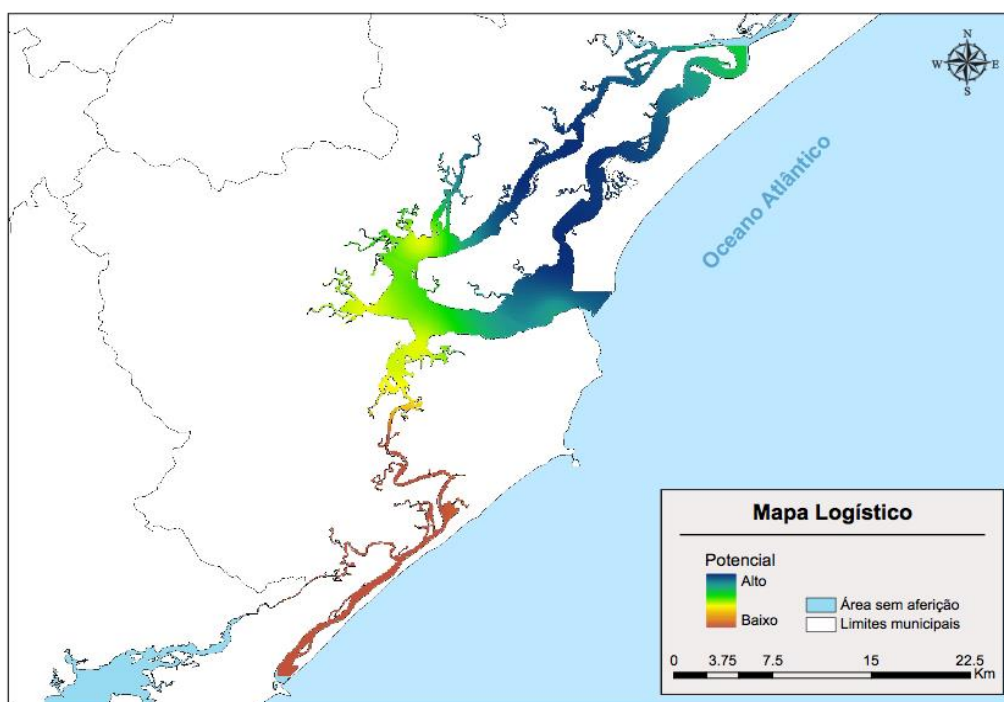 N
W E
S
Oceano Atlântico
Mapa Logístico
Potencial
Alto
Baixo
Área sem aferição
Limites municipais
0 3.75 7.5 15 22.5
Km